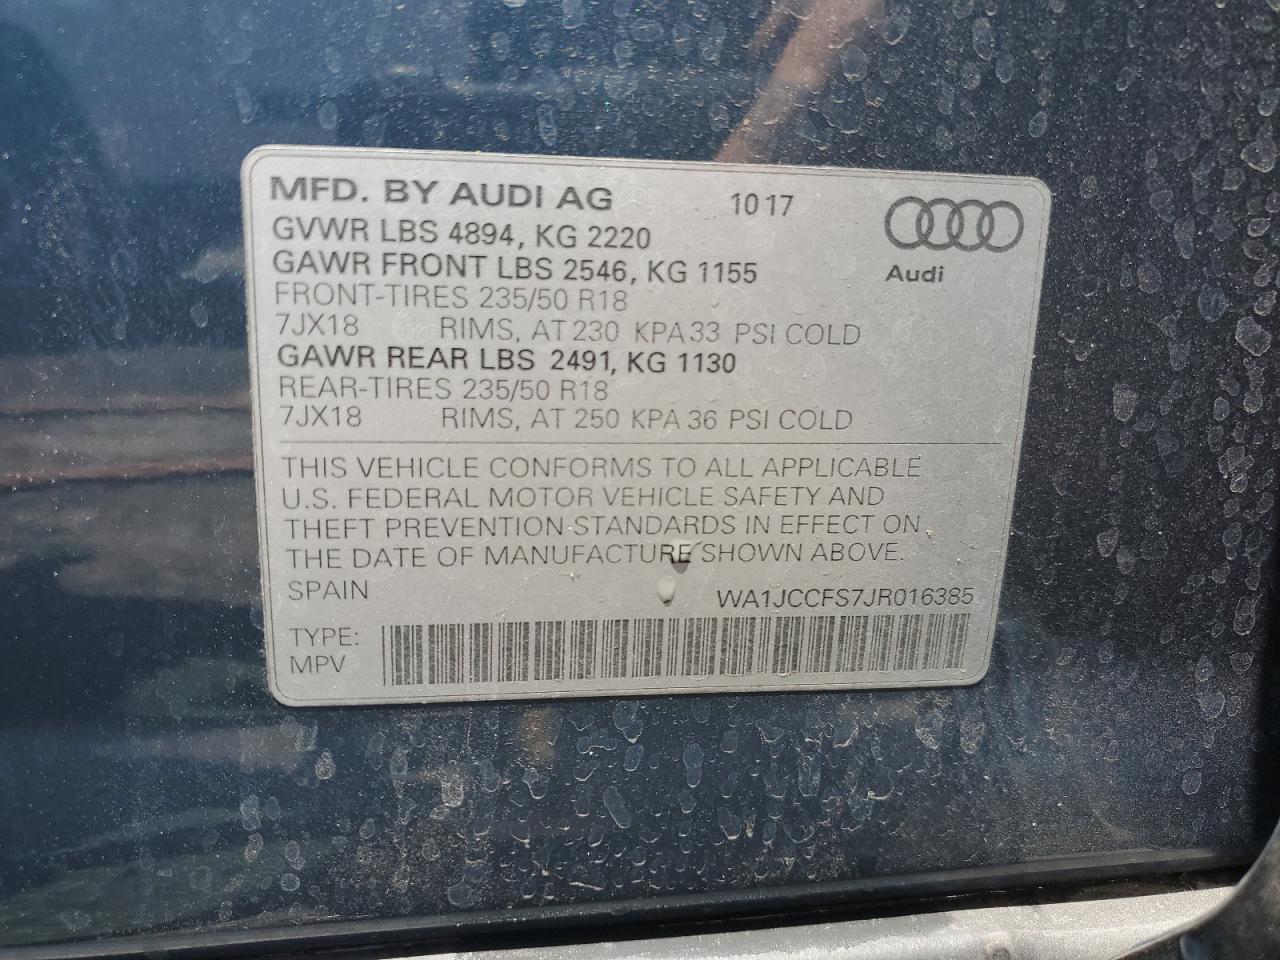 MFD. BY AUDI AG 10 17
GVWR LBS 4894, KG 2220
GAWR FRONT LBS 2546, KG 1155
Audi
FRONT-TIRES 235/50 R18
7JX18 RIMS, AT 230 KPA 33 PSI COLD
GAWR REAR LBS 2491, KG 1130
REAR-TIRES 235/50 R18
7JX18 RIMS, AT 250 KPA 36 PSI COLD
THIS VEHICLE CONFORMS TO ALL APPLICABLE
U.S. FEDERAL MOTOR VEHICLE SAFETY AND
THEFT PREVENTION STANDARDS IN EFFECT ON
THE DATE OF MANUFACTURE SHOWN ABOVE.
SPAIN WA1JCCFS7JR016385
TYPE:
MPV